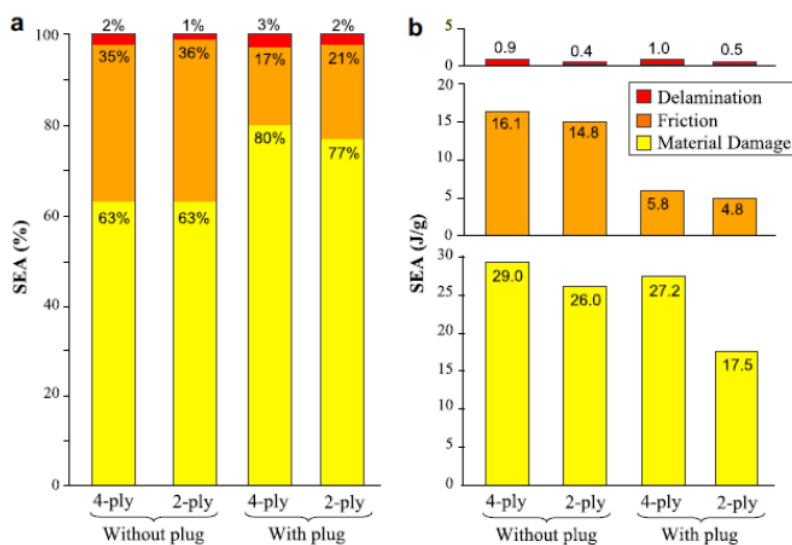 a
2%
1%
3%
2%
100
35%
36%
17%
21%
80
80%
77%
60
63%
63%
40
20
0
SEA (%)
4-ply
2-ply
4-ply
2-ply
Without plug
With plug
b
5
0
0.9
0.4
1.0
0.5
20
15
10
5
0
16.1
14.8
5.8
4.8
Delamination
Friction
Material Damage
SEA (J/g)
30
25
20
15
10
5
0
29.0
26.0
27.2
17.5
4-ply
2-ply
4-ply
2-ply
Without plug
With plug